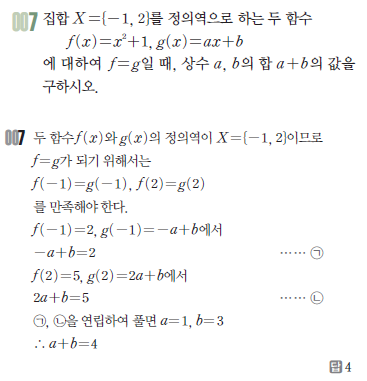 007 집합 X={-1, 2}를 정의역으로 하는 두 함수
f(x)=x²+1, g(x)=ax+b
에 대하여 f=g일 때, 상수 a, b의 합 a+b의 값을
구하시오.
007 두 함수 f(x)와 g(x)의 정의역이 X={-1, 2}이므로
f=g가 되기 위해서는
f(-1)=g(-1), f(2)=g(2)
를 만족해야 한다.
f(-1)=2, g(-1)=-a+b에서
-a+b=2 …… ㉠
f(2)=5, g(2)=2a+b에서
2a+b=5 …… ㉡
㉠, ㉡을 연립하여 풀면 a=1, b=3
∴ a+b=4
답 4